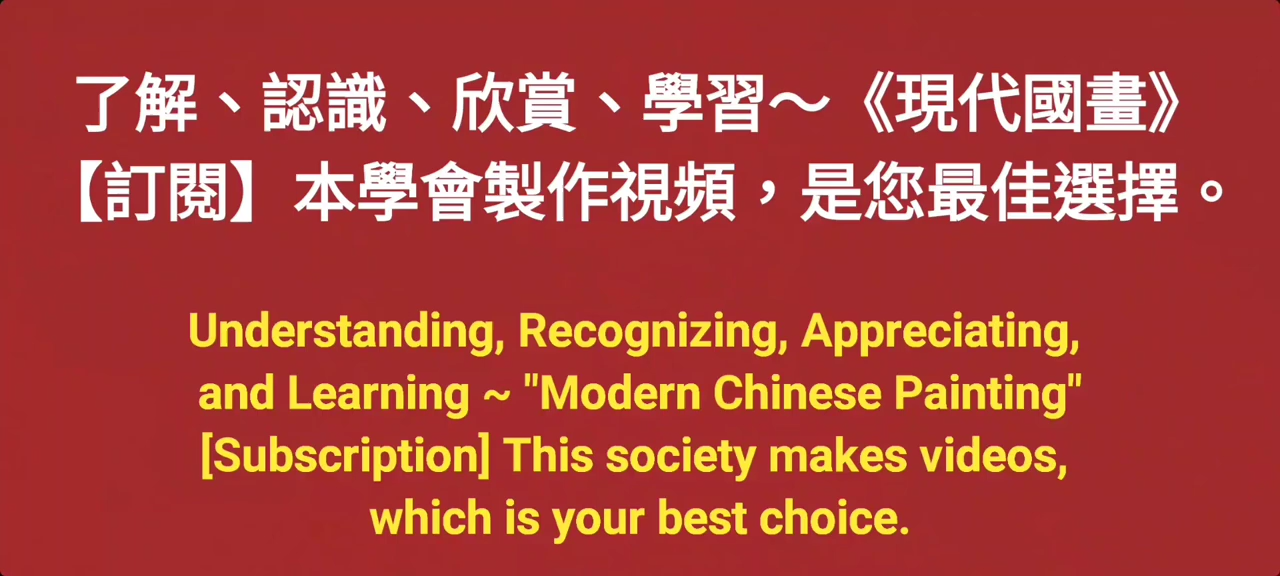 了解、認識、欣賞、學習～《現代國畫》
【訂閱】本學會製作視頻，是您最佳選擇。
Understanding, Recognizing, Appreciating,
and Learning ~ "Modern Chinese Painting"
[Subscription] This society makes videos,
which is your best choice.